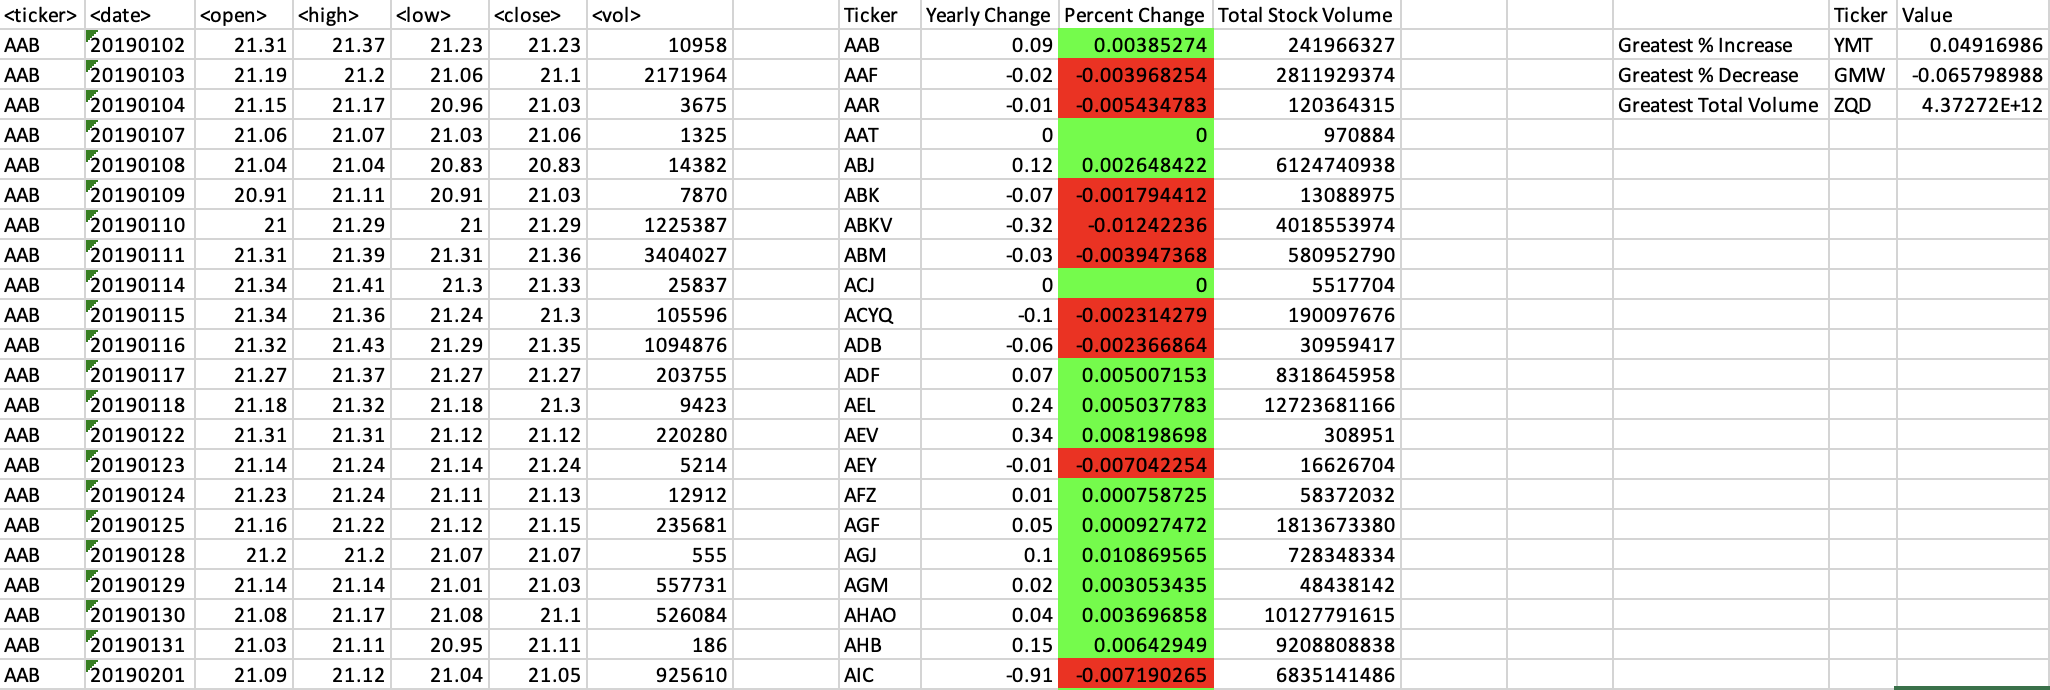 <ticker> <date> <open> <high> <low> <close> <vol> Ticker Yearly Change Percent Change Total Stock Volume Ticker Value
AAB 20190102 21.31 21.37 21.23 21.23 10958 AAB 0.09 0.00385274 241966327 Greatest % Increase YMT 0.04916986
AAB 20190103 21.19 21.2 21.06 21.1 2171964 AAF -0.02 -0.003968254 2811929374 Greatest % Decrease GMW -0.065798988
AAB 20190104 21.15 21.17 20.96 21.03 3675 AAR -0.01 -0.005434783 120364315 Greatest Total Volume ZQD 4.37272E+12
AAB 20190107 21.06 21.07 21.03 21.06 1325 AAT 0 0 970884
AAB 20190108 21.04 21.04 20.83 20.83 14382 ABJ 0.12 0.002648422 6124740938
AAB 20190109 20.91 21.11 20.91 21.03 7870 ABK -0.07 -0.001794412 13088975
AAB 20190110 21 21.29 21 21.29 1225387 ABKV -0.32 -0.01242236 4018553974
AAB 20190111 21.31 21.39 21.31 21.36 3404027 ABM -0.03 -0.003947368 580952790
AAB 20190114 21.34 21.41 21.3 21.33 25837 ACJ 0 0 5517704
AAB 20190115 21.34 21.36 21.24 21.3 105596 ACYQ -0.1 -0.002314279 190097676
AAB 20190116 21.32 21.43 21.29 21.35 1094876 ADB -0.06 -0.002366864 30959417
AAB 20190117 21.27 21.37 21.27 21.27 203755 ADF 0.07 0.005007153 8318645958
AAB 20190118 21.18 21.32 21.18 21.3 9423 AEL 0.24 0.005037783 12723681166
AAB 20190122 21.31 21.31 21.12 21.12 220280 AEV 0.34 0.008198698 308951
AAB 20190123 21.14 21.24 21.14 21.24 5214 AEY -0.01 -0.007042254 16626704
AAB 20190124 21.23 21.24 21.11 21.13 12912 AFZ 0.01 0.000758725 58372032
AAB 20190125 21.16 21.22 21.12 21.15 235681 AGF 0.05 0.000927472 1813673380
AAB 20190128 21.2 21.2 21.07 21.07 555 AGJ 0.1 0.010869565 728348334
AAB 20190129 21.14 21.14 21.01 21.03 557731 AGM 0.02 0.003053435 48438142
AAB 20190130 21.08 21.17 21.08 21.1 526084 AHAO 0.04 0.003696858 10127791615
AAB 20190131 21.03 21.11 20.95 21.11 186 AHB 0.15 0.00642949 9208808838
AAB 20190201 21.09 21.12 21.04 21.05 925610 AIC -0.91 -0.007190265 6835141486